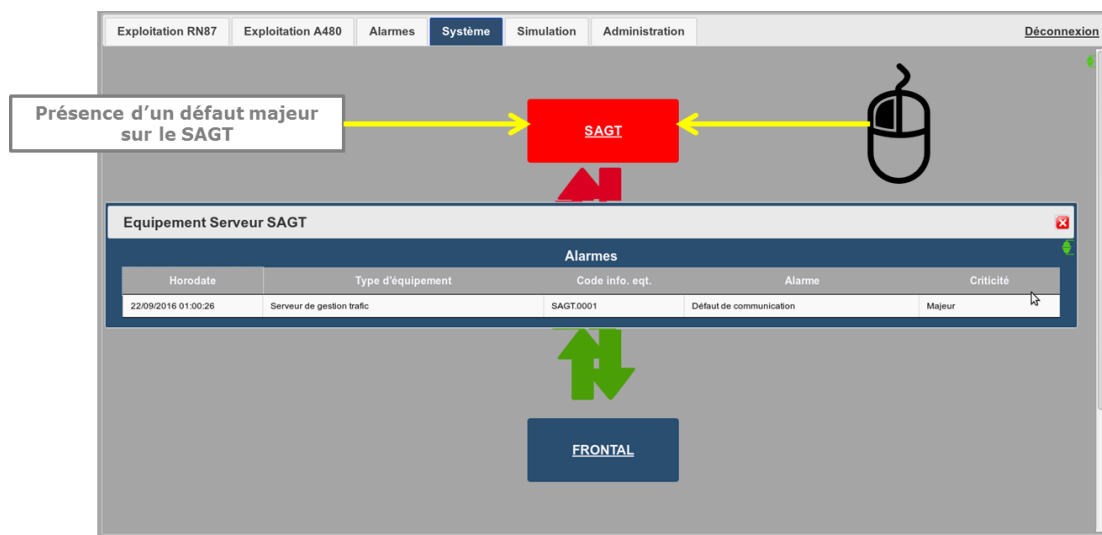 Exploitation RN87 Exploitation A480 Alarmes Système Simulation Administration Déconnexion
Présence d'un défaut majeur
sur le SAGT
SAGT
Equipement Serveur SAGT
Alarmes
Horodate Type d'équipement Code info. eqt. Alarme Criticité
22/09/2016 01:00:26 Serveur de gestion trafic SAGT.0001 Défaut de communication Majeur
FRONTAL